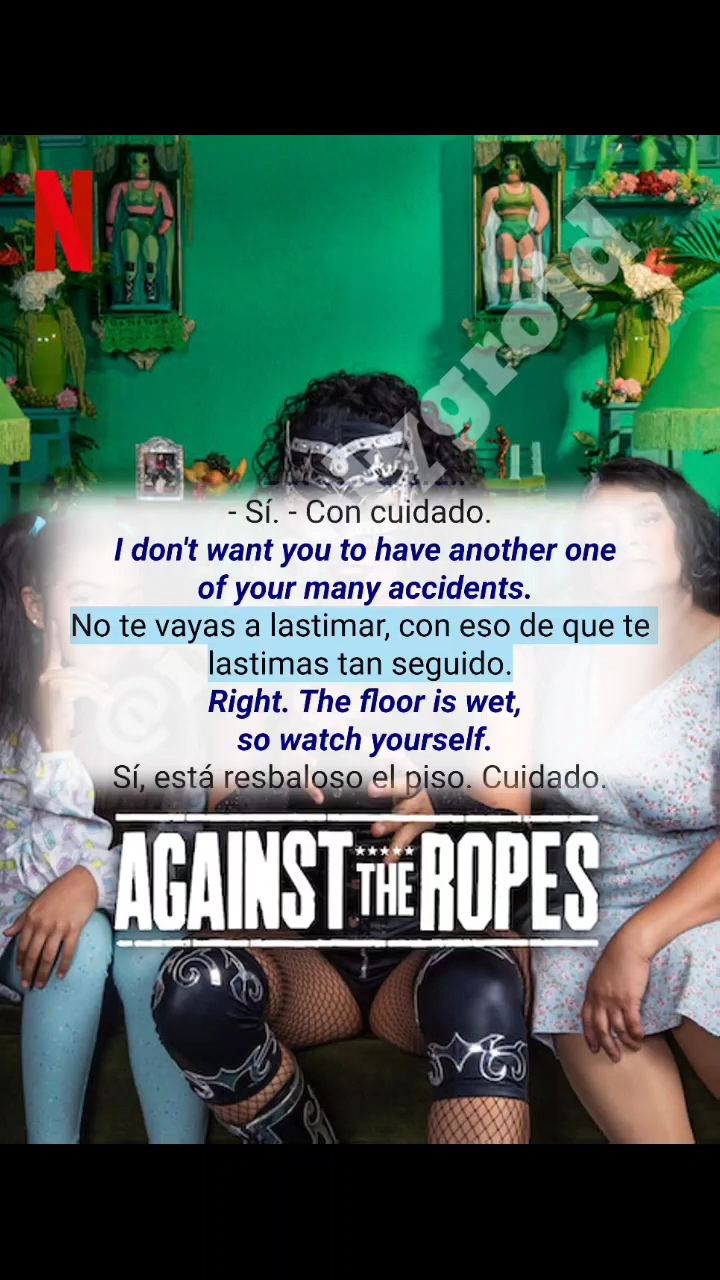 N
- Sí. - Con cuidado.
I don't want you to have another one
of your many accidents.
No te vayas a lastimar, con eso de que te
lastimas tan seguido.
Right. The floor is wet,
so watch yourself.
Sí, está resbaloso el piso. Cuidado.
AGAINST THE ROPES